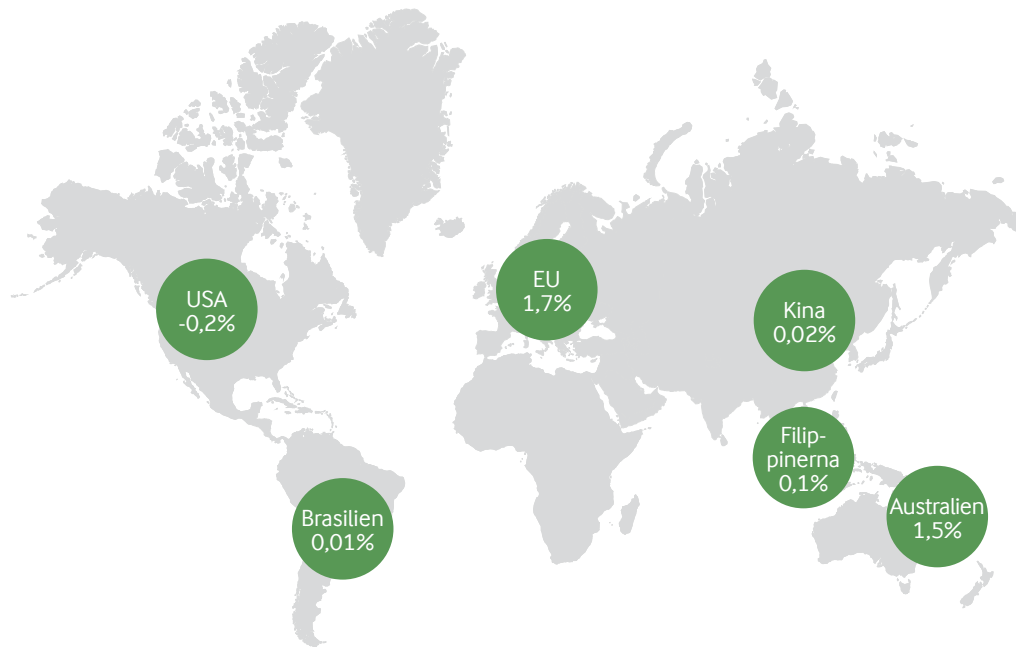 USA
-0,2%
EU
1,7%
Kina
0,02%
Filip-
pinerna
0,1%
Brasilien
0,01%
Australien
1,5%